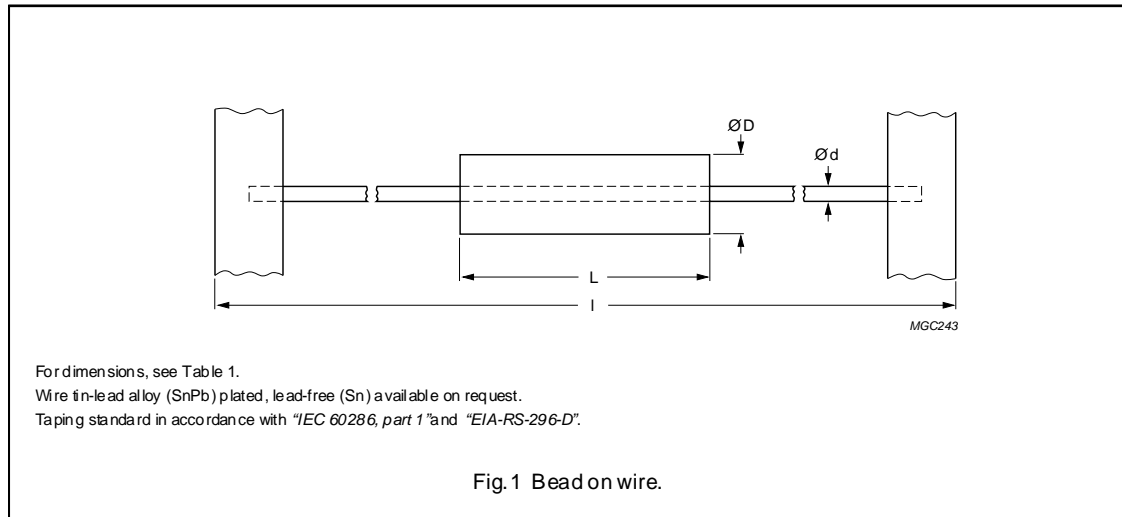 ØD
Ød
L
l
MGC243
For dimensions, see Table 1.
Wire tin-lead alloy (SnPb) plated, lead-free (Sn) available on request.
Taping standard in accordance with “IEC 60286, part 1” and “EIA-RS-296-D”.
Fig.1 Bead on wire.